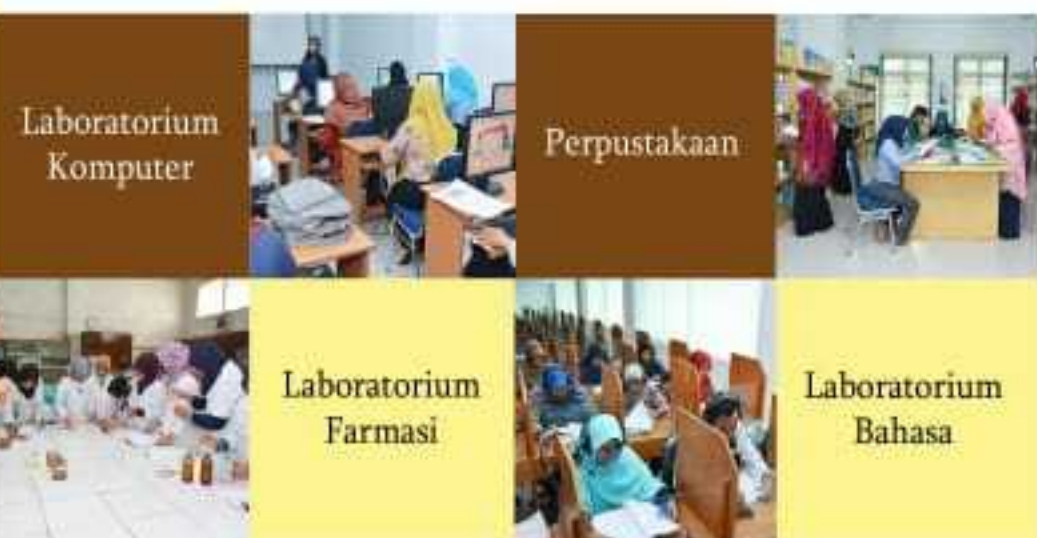 Laboratorium
Komputer
Perpustakaan
Laboratorium
Farmasi
Laboratorium
Bahasa